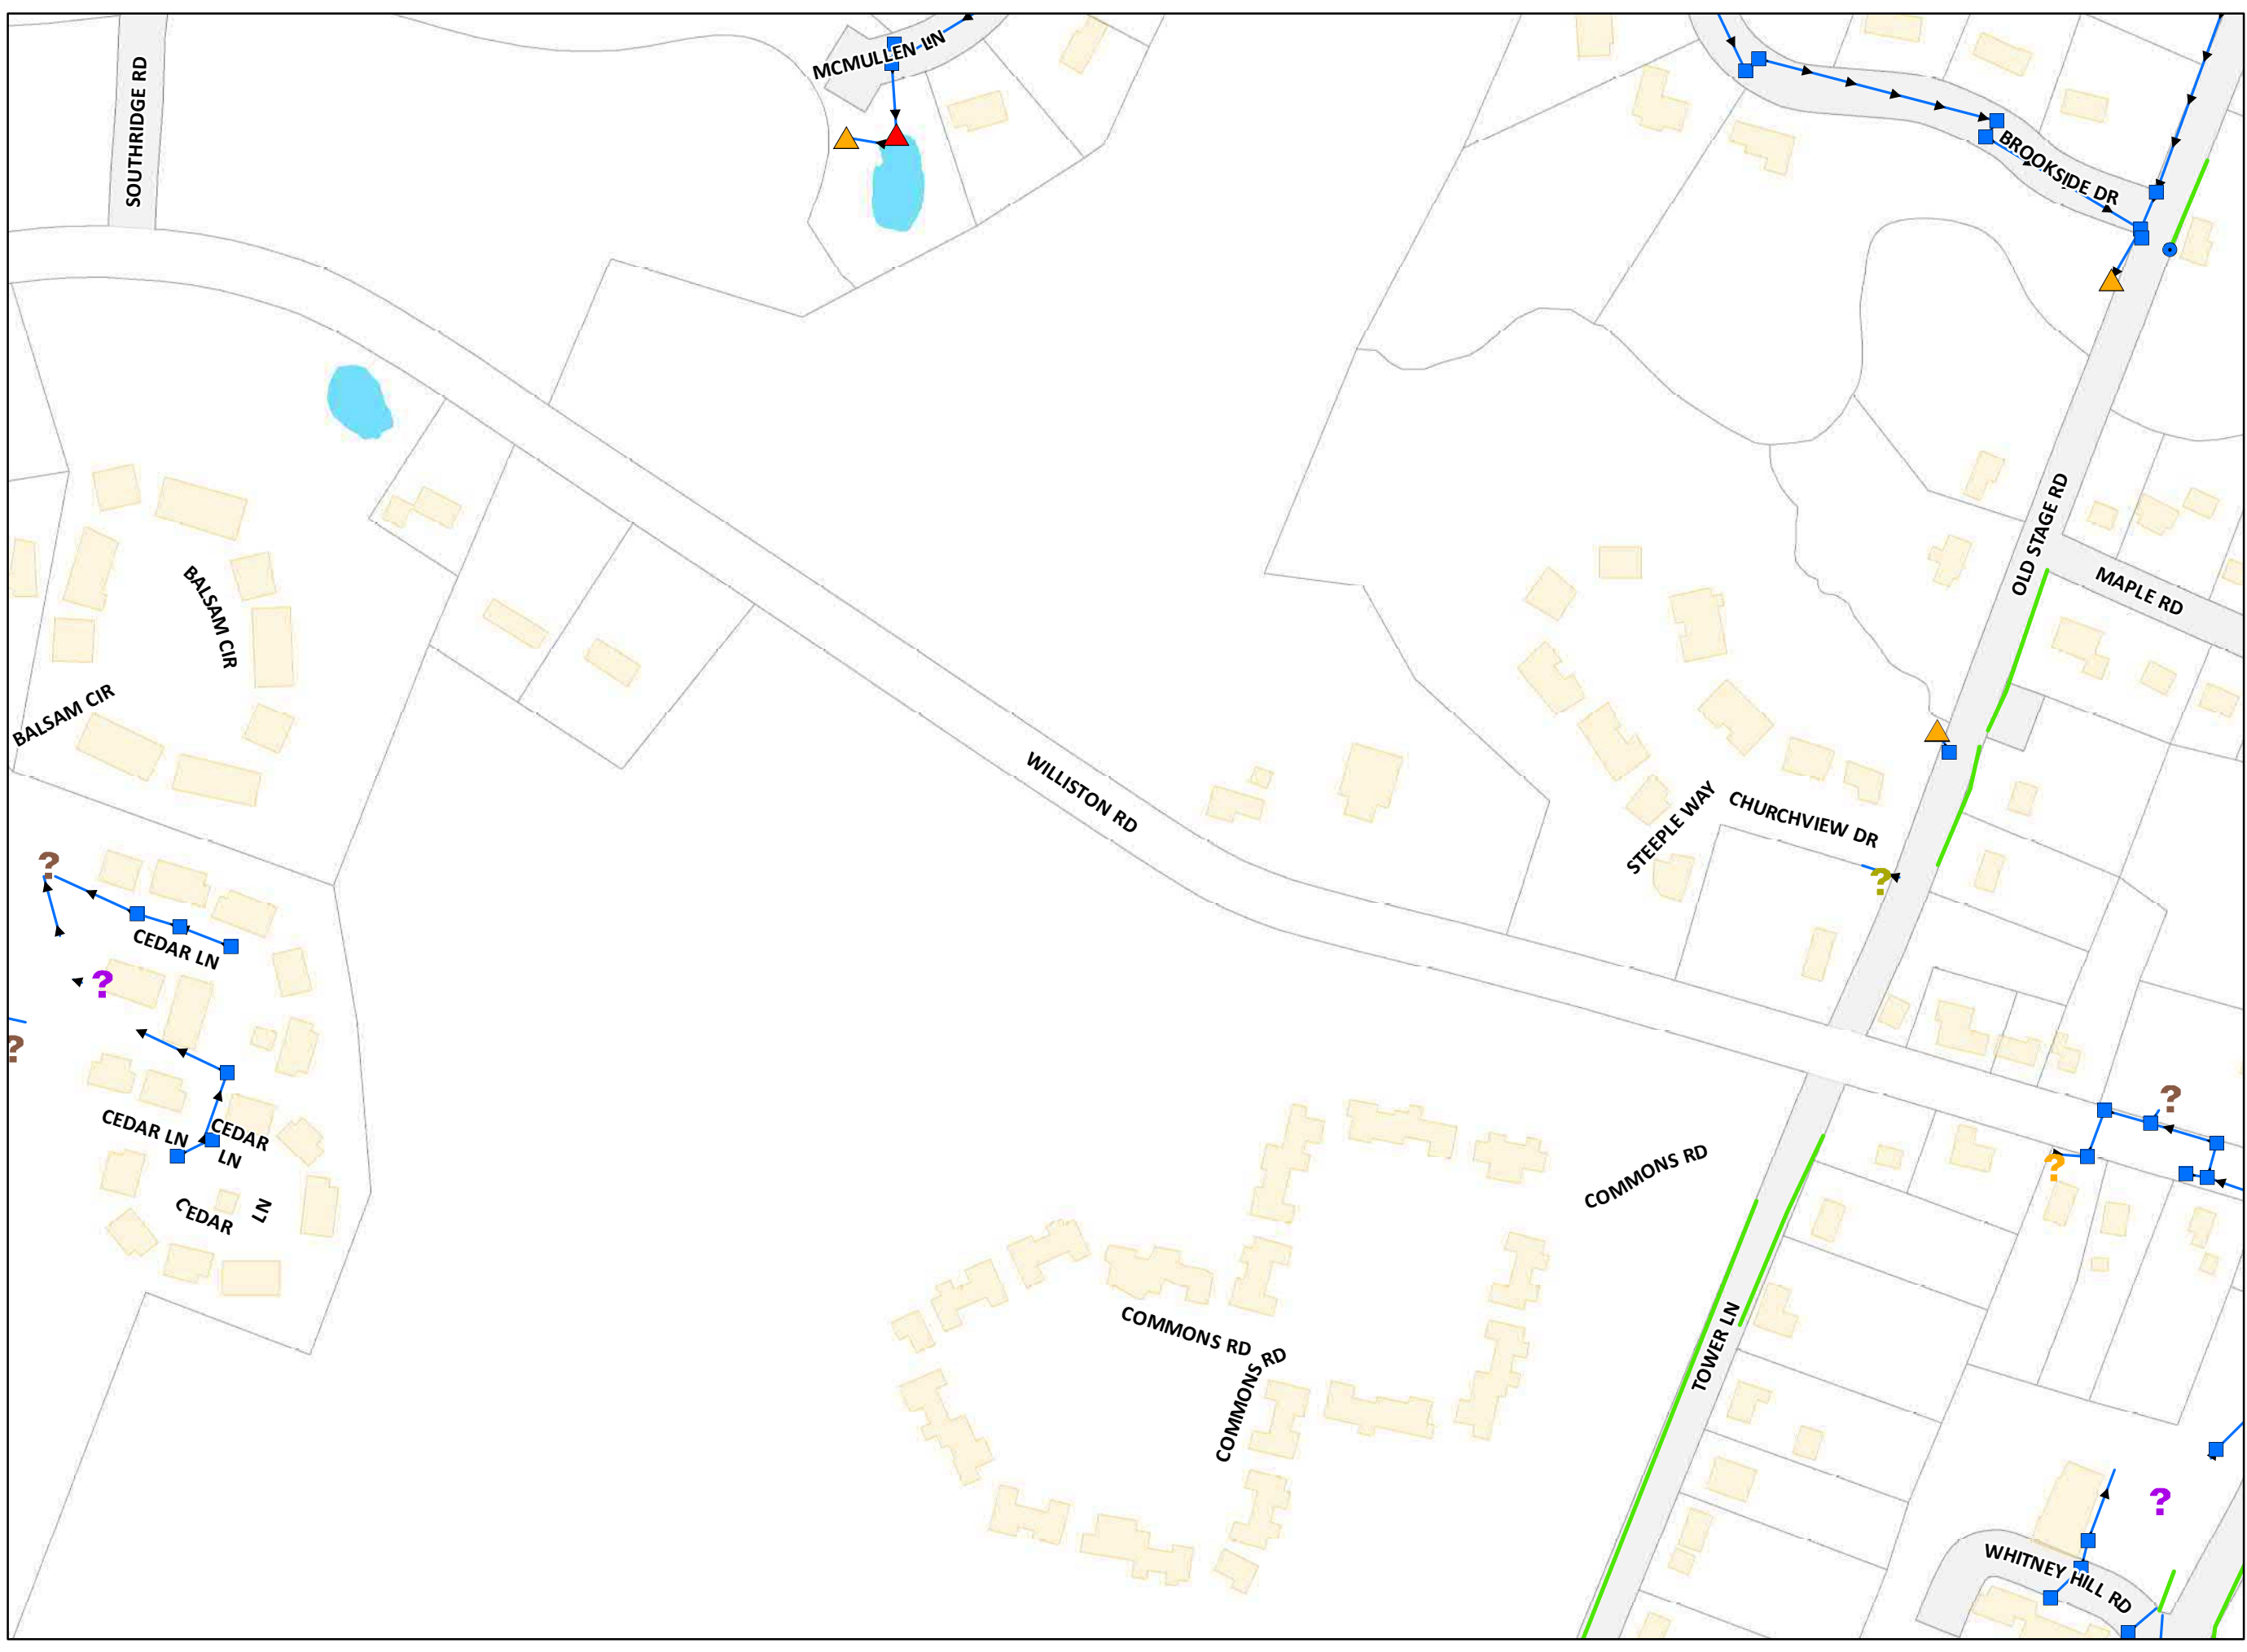 MCMULLEN LN
SOUTHRIDGE RD
BROOKSIDE DR
OLD STAGE RD
MAPLE RD
BALSAM CIR
BALSAM CIR
WILLISTON RD
STEEPLE WAY
CHURCHVIEW DR
?
?
CEDAR LN
?
?
CEDAR LN
CEDAR
LN
CEDAR
LN
COMMONS RD
?
?
COMMONS RD
COMMONS RD
TOWER LN
?
WHITNEY HILL RD